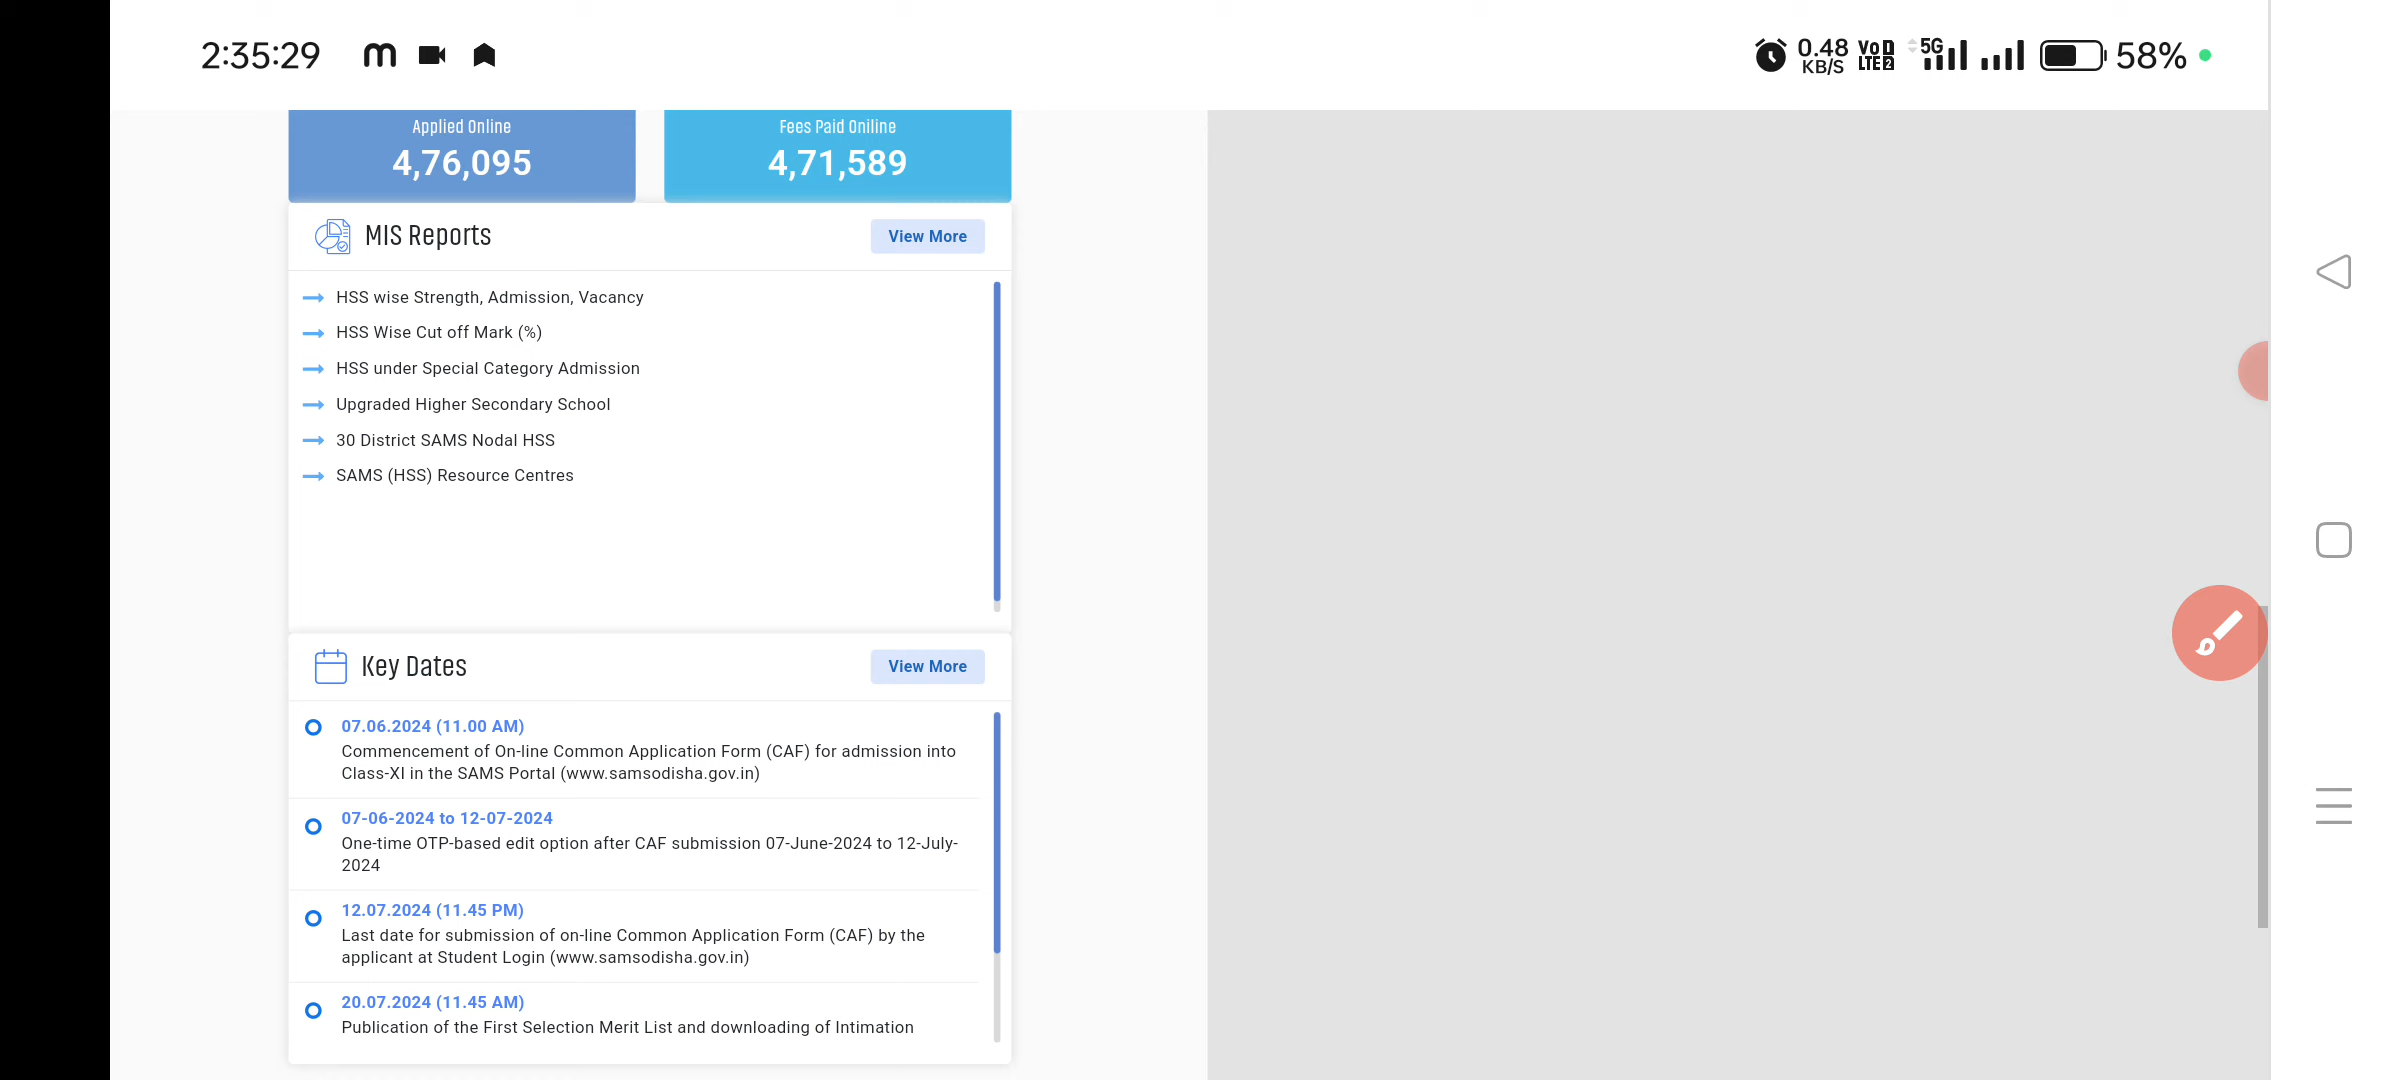 2:35:29
0.48 KB/S Vo 1 LTE 2 5G 58%
Applied Online
4,76,095
Fees Paid Oniline
4,71,589
MIS Reports
View More
HSS wise Strength, Admission, Vacancy
HSS Wise Cut off Mark (%)
HSS under Special Category Admission
Upgraded Higher Secondary School
30 District SAMS Nodal HSS
SAMS (HSS) Resource Centres
Key Dates
View More
07.06.2024 (11.00 AM)
Commencement of On-line Common Application Form (CAF) for admission into
Class-XI in the SAMS Portal (www.samsodisha.gov.in)
07-06-2024 to 12-07-2024
One-time OTP-based edit option after CAF submission 07-June-2024 to 12-July-
2024
12.07.2024 (11.45 PM)
Last date for submission of on-line Common Application Form (CAF) by the
applicant at Student Login (www.samsodisha.gov.in)
20.07.2024 (11.45 AM)
Publication of the First Selection Merit List and downloading of Intimation